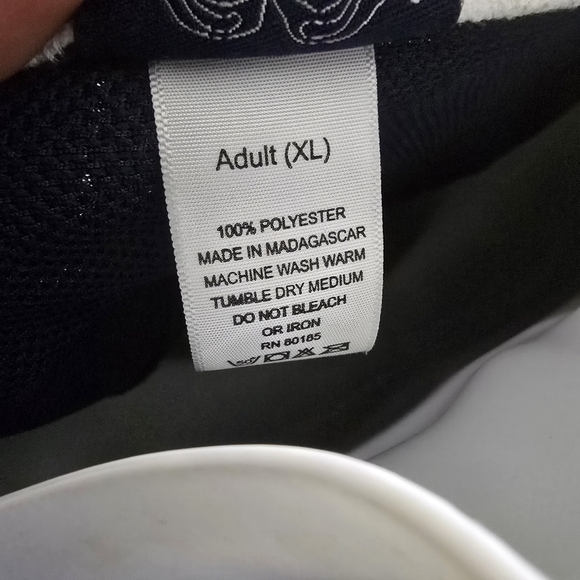 Adult (XL)
100% POLYESTER
MADE IN MADAGASCAR
MACHINE WASH WARM
TUMBLE DRY MEDIUM
DO NOT BLEACH
OR IRON
RN 80185